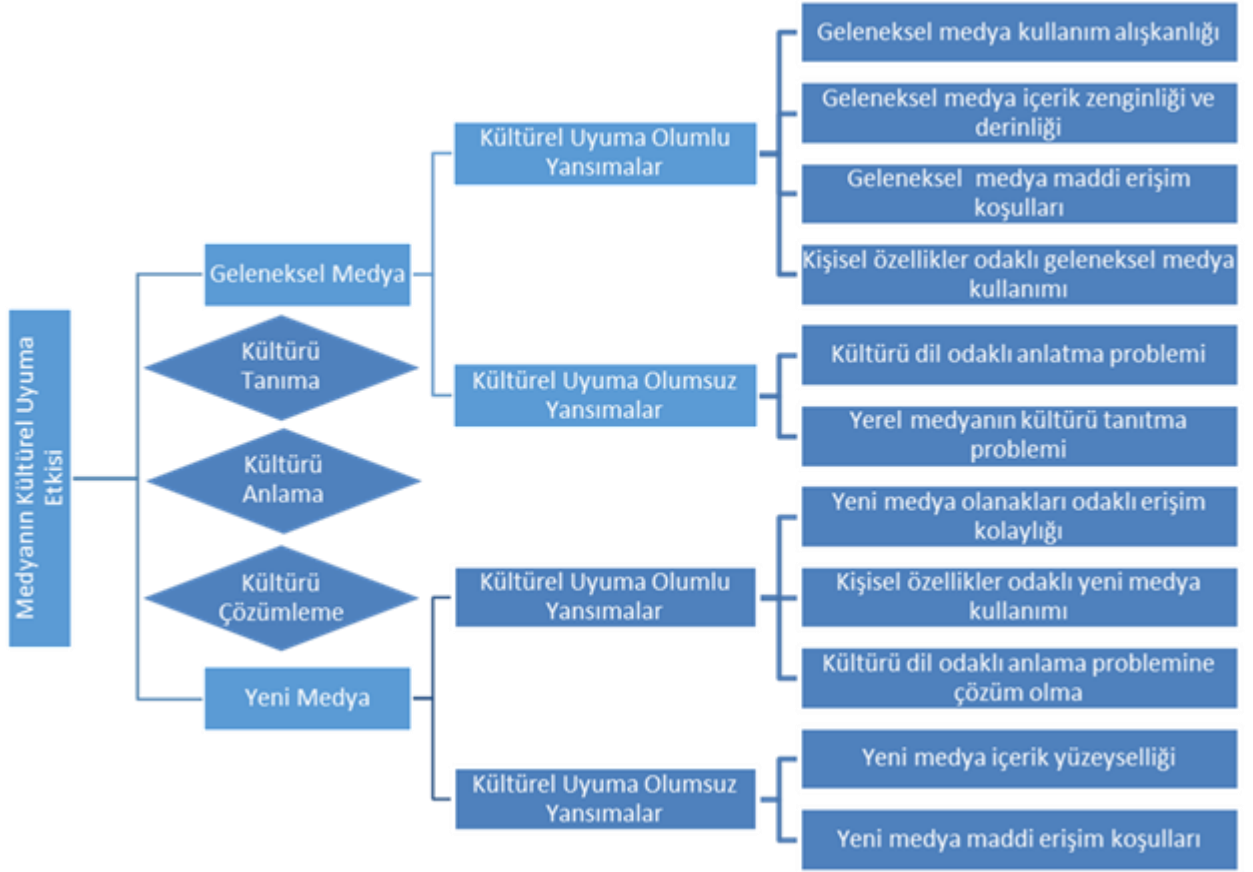 Medyanın Kültürel Uyuma
Etkisi
Geleneksel Medya
Kültürü
Tanıma
Kültürü
Anlama
Kültürü
Çözümleme
Yeni Medya
Kültürel Uyuma Olumlu
Yansımalar
Kültürel Uyuma Olumsuz
Yansımalar
Kültürel Uyuma Olumlu
Yansımalar
Kültürel Uyuma Olumsuz
Yansımalar
Geleneksel medya kullanım alışkanlığı
Geleneksel medya içerik zenginliği ve
derinliği
Geleneksel medya maddi erişim
koşulları
Kişisel özellikler odaklı geleneksel medya
kullanımı
Kültürü dil odaklı anlatma problemi
Yerel medyanın kültürü tanıtma
problemi
Yeni medya olanakları odaklı erişim
kolaylığı
Kişisel özellikler odaklı yeni medya
kullanımı
Kültürü dil odaklı anlama problemine
çözüm olma
Yeni medya içerik yüzeyselliği
Yeni medya maddi erişim koşulları